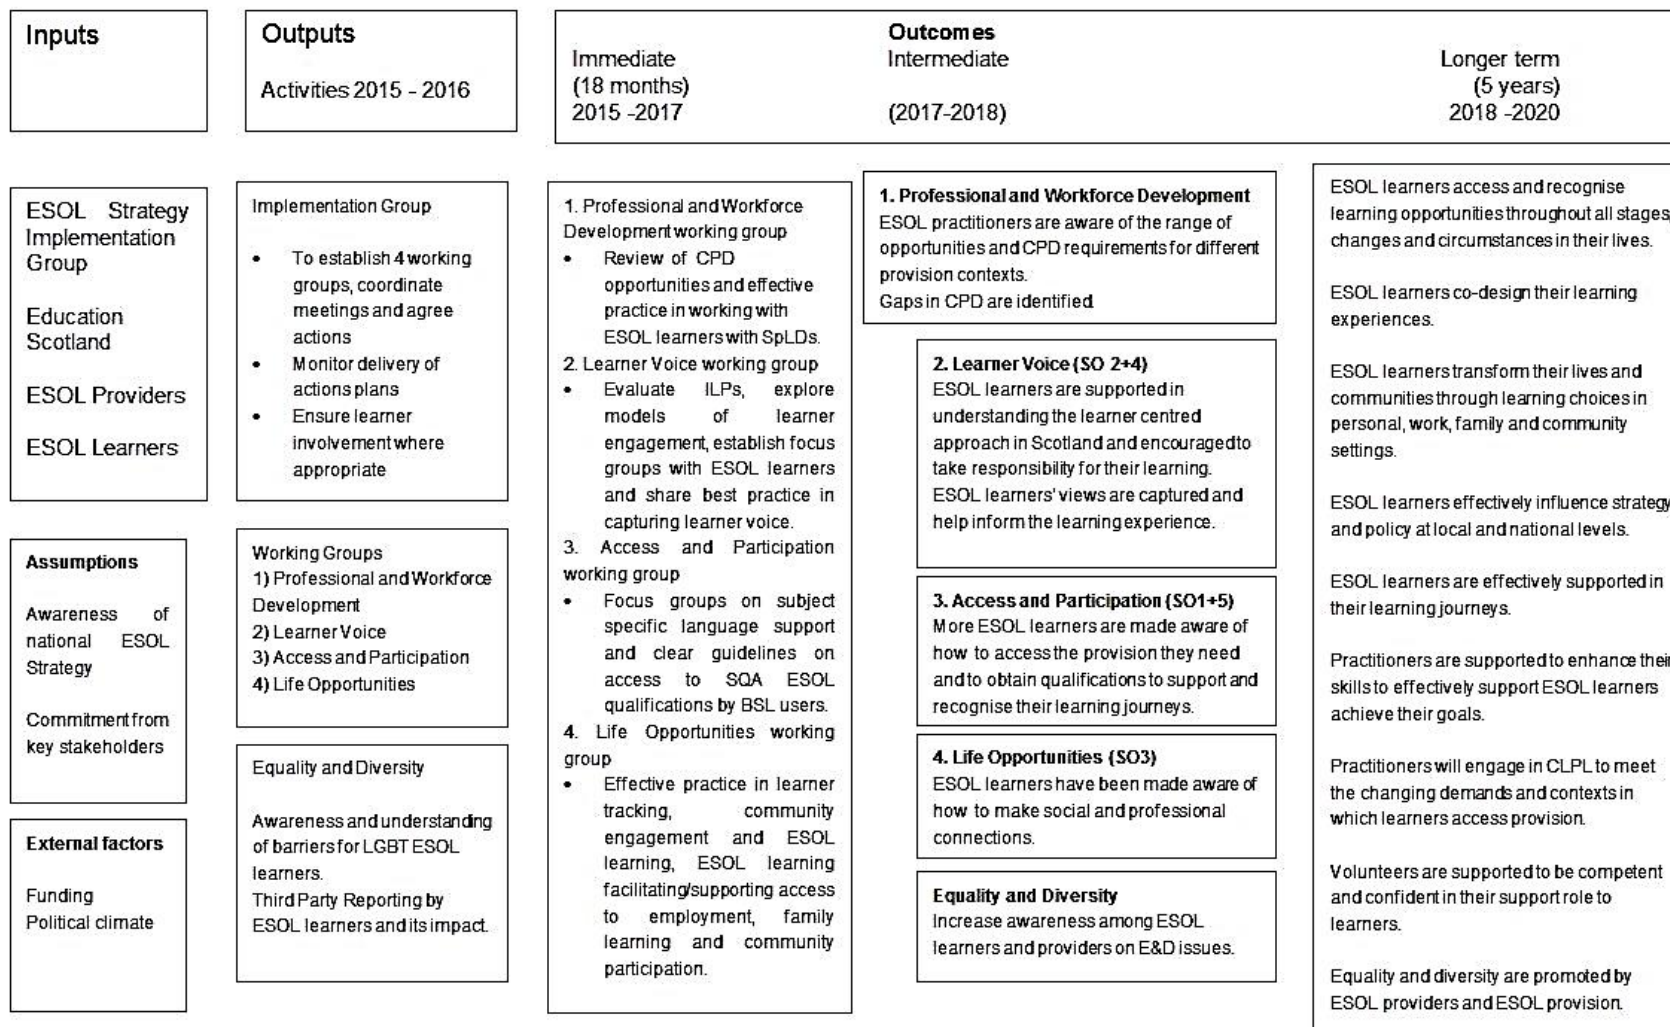 Inputs
Outputs
Activities 2015 - 2016
Outcomes
Immediate
(18 months)
2015 -2017
Intermediate
(2017-2018)
Longer term
(5 years)
2018 -2020
ESOL Strategy
Implementation
Group
Education
Scotland
ESOL Providers
ESOL Learners
Assumptions
Awareness of
national ESOL
Strategy
Commitment from
key stakeholders
External factors
Funding
Political climate
Implementation Group
• To establish 4 working
groups, coordinate
meetings and agree
actions
• Monitor delivery of
actions plans
• Ensure learner
involvement where
appropriate
Working Groups
1) Professional and Workforce
Development
2) Learner Voice
3) Access and Participation
4) Life Opportunities
Equality and Diversity
Awareness and understanding
of barriers for LGBT ESOL
learners.
Third Party Reporting by
ESOL learners and its impact.
1. Professional and Workforce
Development working group
• Review of CPD
opportunities and effective
practice in working with
ESOL learners with SpLDs.
2. Learner Voice working group
• Evaluate ILPs, explore
models of learner
engagement, establish focus
groups with ESOL learners
and share best practice in
capturing learner voice.
3. Access and Participation
working group
• Focus groups on subject
specific language support
and clear guidelines on
access to SQA ESOL
qualifications by BSL users.
4. Life Opportunities working
group
• Effective practice in learner
tracking, community
engagement and ESOL
learning, ESOL learning
facilitating/supporting access
to employment, family
learning and community
participation.
1. Professional and Workforce Development
ESOL practitioners are aware of the range of
opportunities and CPD requirements for different
provision contexts.
Gaps in CPD are identified.
2. Learner Voice (SO 2+4)
ESOL learners are supported in
understanding the learner centred
approach in Scotland and encouraged to
take responsibility for their learning.
ESOL learners' views are captured and
help inform the learning experience.
3. Access and Participation (SO1+5)
More ESOL learners are made aware of
how to access the provision they need
and to obtain qualifications to support and
recognise their learning journeys.
4. Life Opportunities (SO3)
ESOL learners have been made aware of
how to make social and professional
connections.
Equality and Diversity
Increase awareness among ESOL
learners and providers on E&D issues.
ESOL learners access and recognise
learning opportunities throughout all stages,
changes and circumstances in their lives.
ESOL learners co-design their learning
experiences.
ESOL learners transform their lives and
communities through learning choices in
personal, work, family and community
settings.
ESOL learners effectively influence strategy
and policy at local and national levels.
ESOL learners are effectively supported in
their learning journeys.
Practitioners are supported to enhance their
skills to effectively support ESOL learners
achieve their goals.
Practitioners will engage in CLPL to meet
the changing demands and contexts in
which learners access provision.
Volunteers are supported to be competent
and confident in their support role to
learners.
Equality and diversity are promoted by
ESOL providers and ESOL provision.